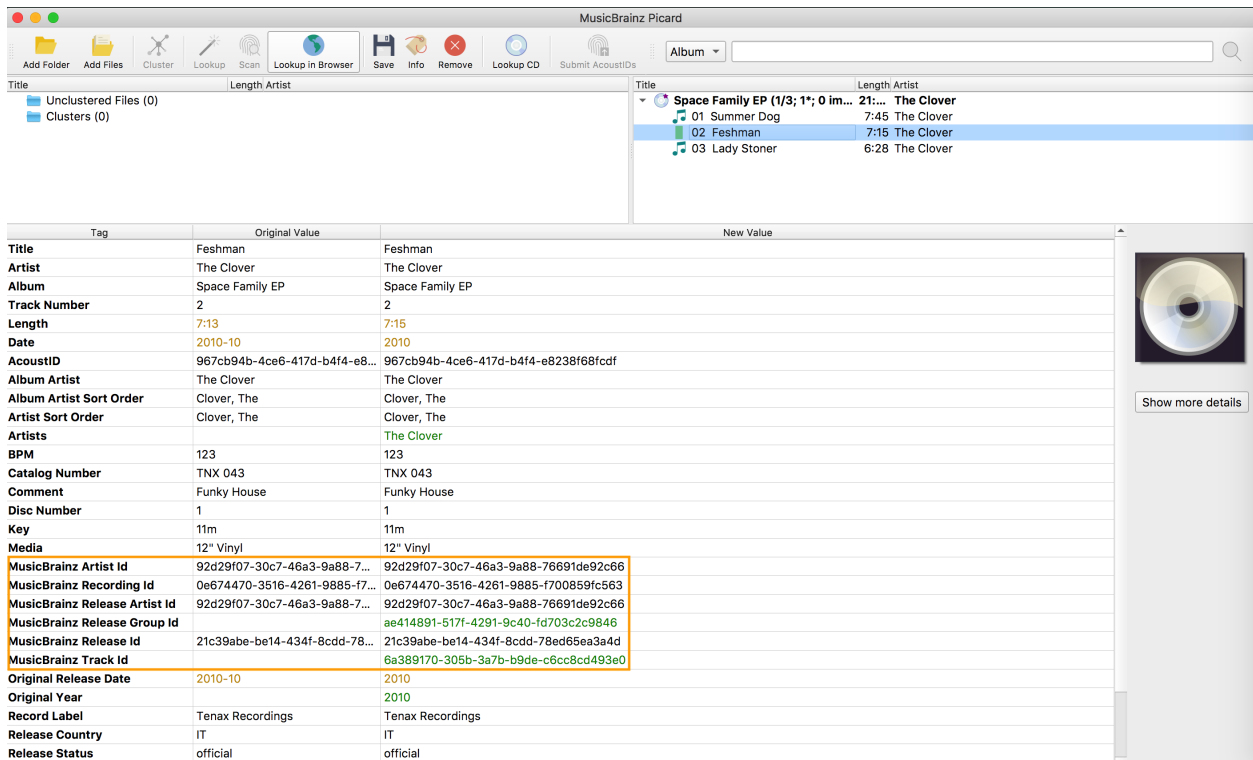 MusicBrainz Picard
Add Folder Add Files Cluster Lookup Scan Lookup in Browser Save Info Remove Lookup CD Submit AcoustIDs Album
Title Length Artist
Unclustered Files (0)
Clusters (0)
Title Length Artist
Space Family EP (1/3; 1*; 0 im... 21:... The Clover
01 Summer Dog 7:45 The Clover
02 Feshman 7:15 The Clover
03 Lady Stoner 6:28 The Clover
Tag Original Value New Value
Title Feshman Feshman
Artist The Clover The Clover
Album Space Family EP Space Family EP
Track Number 2 2
Length 7:13 7:15
Date 2010-10 2010
AcoustID 967cb94b-4ce6-417d-b4f4-e8... 967cb94b-4ce6-417d-b4f4-e8238f68fcdf
Album Artist The Clover The Clover
Album Artist Sort Order Clover, The Clover, The
Artist Sort Order Clover, The Clover, The
Artists The Clover
BPM 123 123
Catalog Number TNX 043 TNX 043
Comment Funky House Funky House
Disc Number 1 1
Key 11m 11m
Media 12" Vinyl 12" Vinyl
MusicBrainz Artist Id 92d29f07-30c7-46a3-9a88-7... 92d29f07-30c7-46a3-9a88-76691de92c66
MusicBrainz Recording Id 0e674470-3516-4261-9885-f7... 0e674470-3516-4261-9885-f700859fc563
MusicBrainz Release Artist Id 92d29f07-30c7-46a3-9a88-7... 92d29f07-30c7-46a3-9a88-76691de92c66
MusicBrainz Release Group Id ae414891-517f-4291-9c40-fd703c2c9846
MusicBrainz Release Id 21c39abe-be14-434f-8cdd-78... 21c39abe-be14-434f-8cdd-78ed65ea3a4d
MusicBrainz Track Id 6a389170-305b-3a7b-b9de-c6cc8cd493e0
Original Release Date 2010-10 2010
Original Year 2010
Record Label Tenax Recordings Tenax Recordings
Release Country IT IT
Release Status official official
Show more details